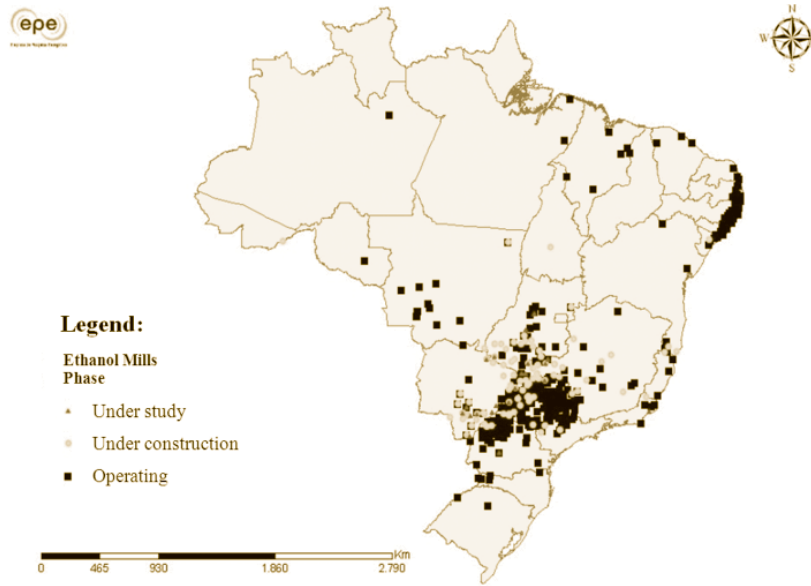 epe
N
W
S
Legend:
Ethanol Mills
Phase
Under study
Under construction
Operating
Km
0 465 930 1.860 2.790